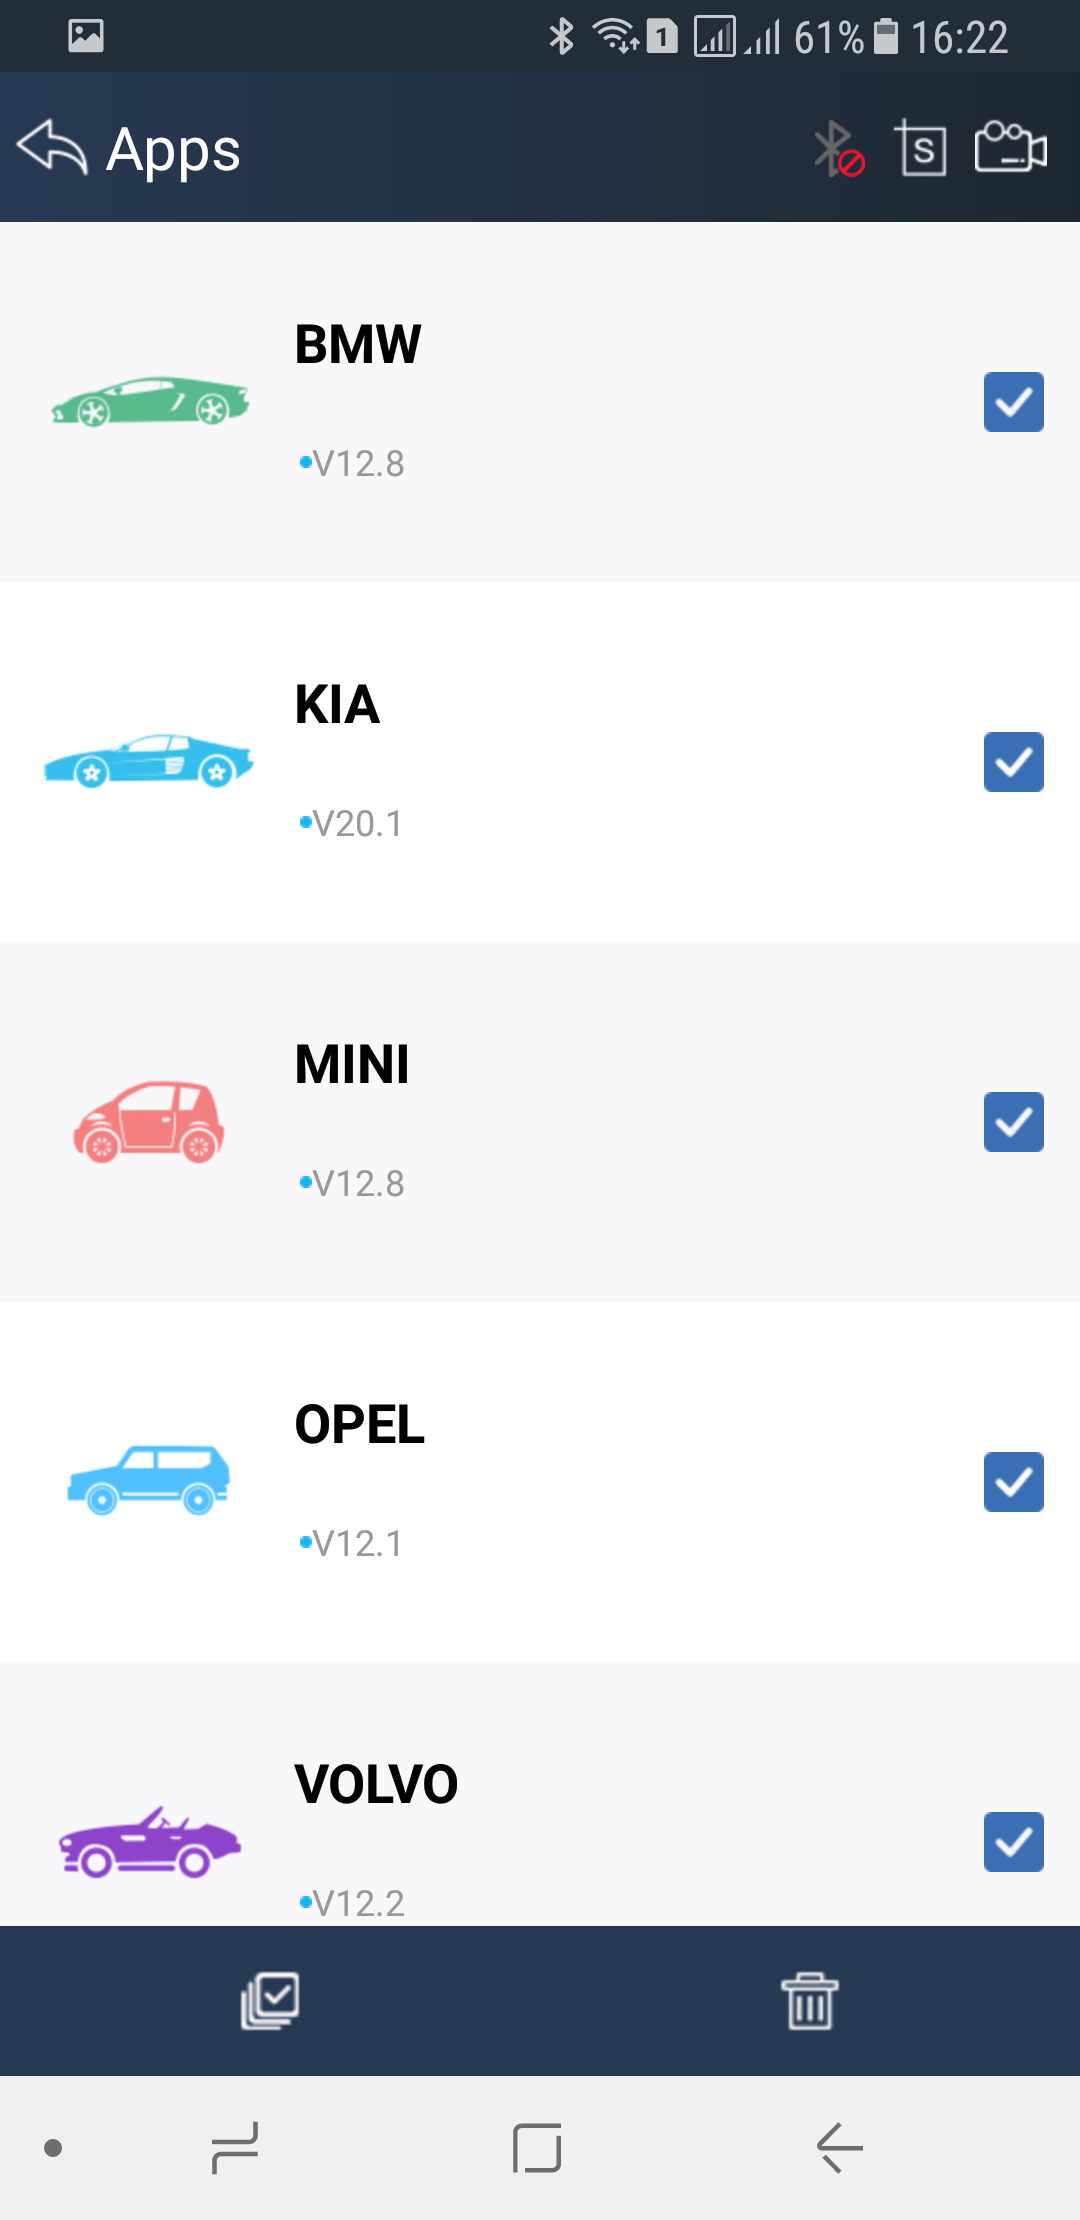 1 61% 16:22
Apps S
BMW
V12.8
KIA
V20.1
MINI
V12.8
OPEL
V12.1
VOLVO
V12.2